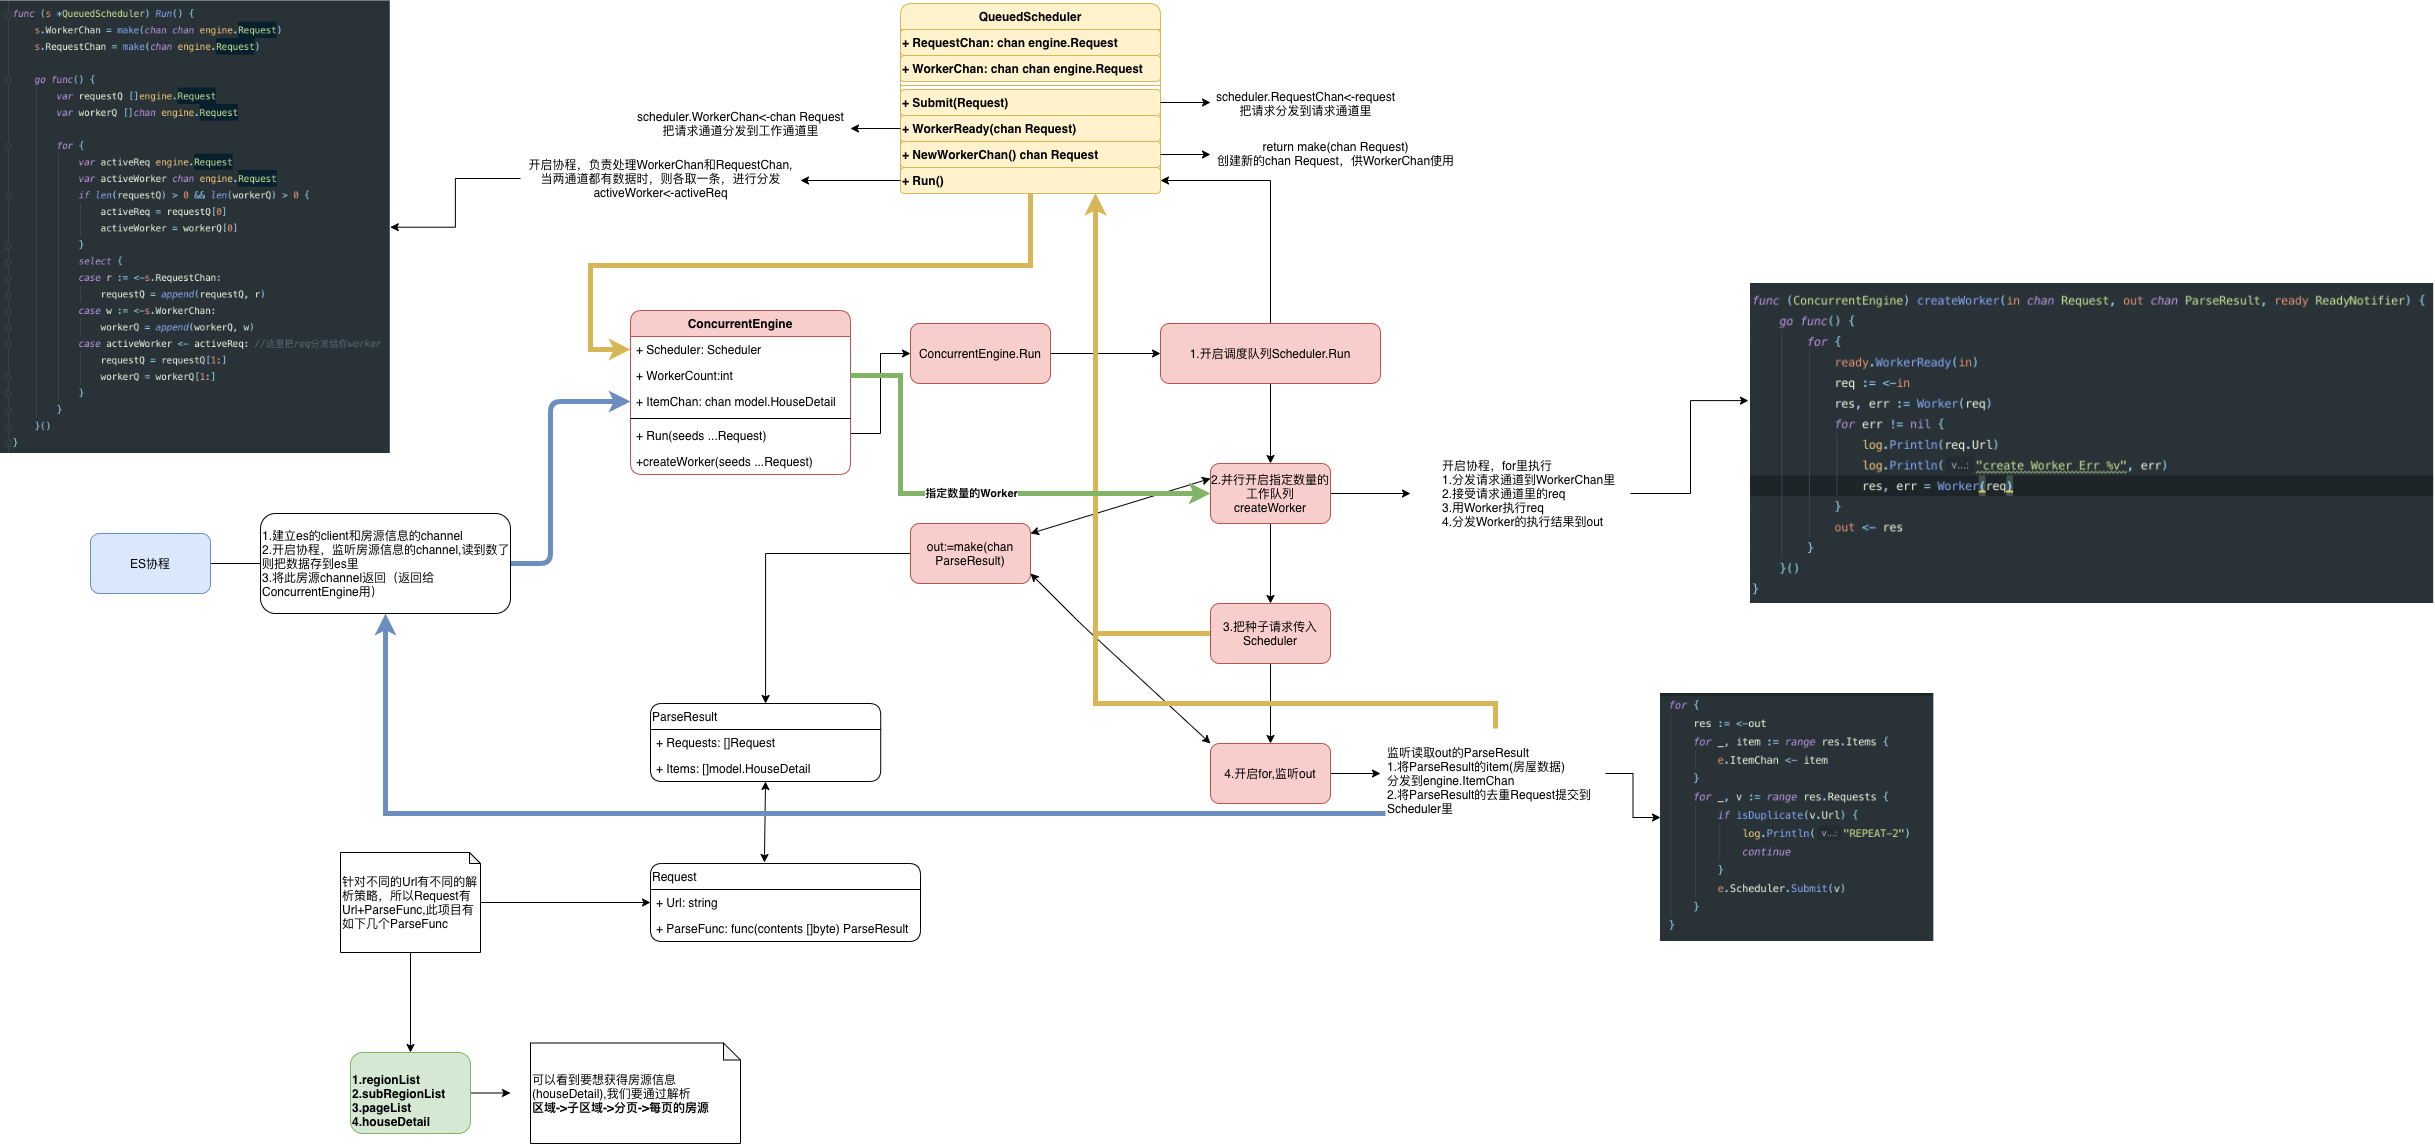 func (s *QueuedScheduler) Run() {
s.WorkerChan = make(chan chan engine.Request)
s.RequestChan = make(chan engine.Request)
go func() {
var requestQ []engine.Request
var workerQ []chan engine.Request
for {
var activeReq engine.Request
var activeWorker chan engine.Request
if len(requestQ) > 0 && len(workerQ) > 0 {
activeReq = requestQ[0]
activeWorker = workerQ[0]
}
select {
case r := <-s.RequestChan:
requestQ = append(requestQ, r)
case w := <-s.WorkerChan:
workerQ = append(workerQ, w)
case activeWorker <- activeReq: //这里把req分发给你worker
requestQ = requestQ[1:]
workerQ = workerQ[1:]
}
}
}()
}
QueuedScheduler
+ RequestChan: chan engine.Request
+ WorkerChan: chan chan engine.Request
+ Submit(Request)
+ WorkerReady(chan Request)
+ NewWorkerChan() chan Request
+ Run()
scheduler.RequestChan<-request
把请求分发到请求通道里
scheduler.WorkerChan<-chan Request
把请求通道分发到工作通道里
return make(chan Request)
创建新的chan Request，供WorkerChan使用
开启协程，负责处理WorkerChan和RequestChan,
当两通道都有数据时，则各取一条，进行分发
activeWorker<-activeReq
ConcurrentEngine
+ Scheduler: Scheduler
+ WorkerCount:int
+ ItemChan: chan model.HouseDetail
+ Run(seeds ...Request)
+createWorker(seeds ...Request)
ConcurrentEngine.Run
1.开启调度队列Scheduler.Run
指定数量的Worker
2.并行开启指定数量的
工作队列
createWorker
开启协程，for里执行
1.分发请求通道到WorkerChan里
2.接受请求通道里的req
3.用Worker执行req
4.分发Worker的执行结果到out
func (ConcurrentEngine) createWorker(in chan Request, out chan ParseResult, ready ReadyNotifier) {
go func() {
for {
ready.WorkerReady(in)
req := <-in
res, err := Worker(req)
for err != nil {
log.Println(req.Url)
log.Println( v...: "create Worker Err %v", err)
res, err = Worker(req)
}
out <- res
}
}()
}
ES协程
1.建立es的client和房源信息的channel
2.开启协程，监听房源信息的channel,读到数了
则把数据存到es里
3.将此房源channel返回（返回给
ConcurrentEngine用）
out:=make(chan
ParseResult)
3.把种子请求传入
Scheduler
4.开启for,监听out
监听读取out的ParseResult
1.将ParseResult的item(房屋数据)
分发到engine.ItemChan
2.将ParseResult的去重Request提交到
Scheduler里
for {
res := <-out
for _, item := range res.Items {
e.ItemChan <- item
}
for _, v := range res.Requests {
if isDuplicate(v.Url) {
log.Println( v...: "REPEAT-2")
continue
}
e.Scheduler.Submit(v)
}
}
ParseResult
+ Requests: []Request
+ Items: []model.HouseDetail
Request
+ Url: string
+ ParseFunc: func(contents []byte) ParseResult
针对不同的Url有不同的解
析策略，所以Request有
Url+ParseFunc,此项目有
如下几个ParseFunc
1.regionList
2.subRegionList
3.pageList
4.houseDetail
可以看到要想获得房源信息
(houseDetail),我们要通过解析
区域->子区域->分页->每页的房源